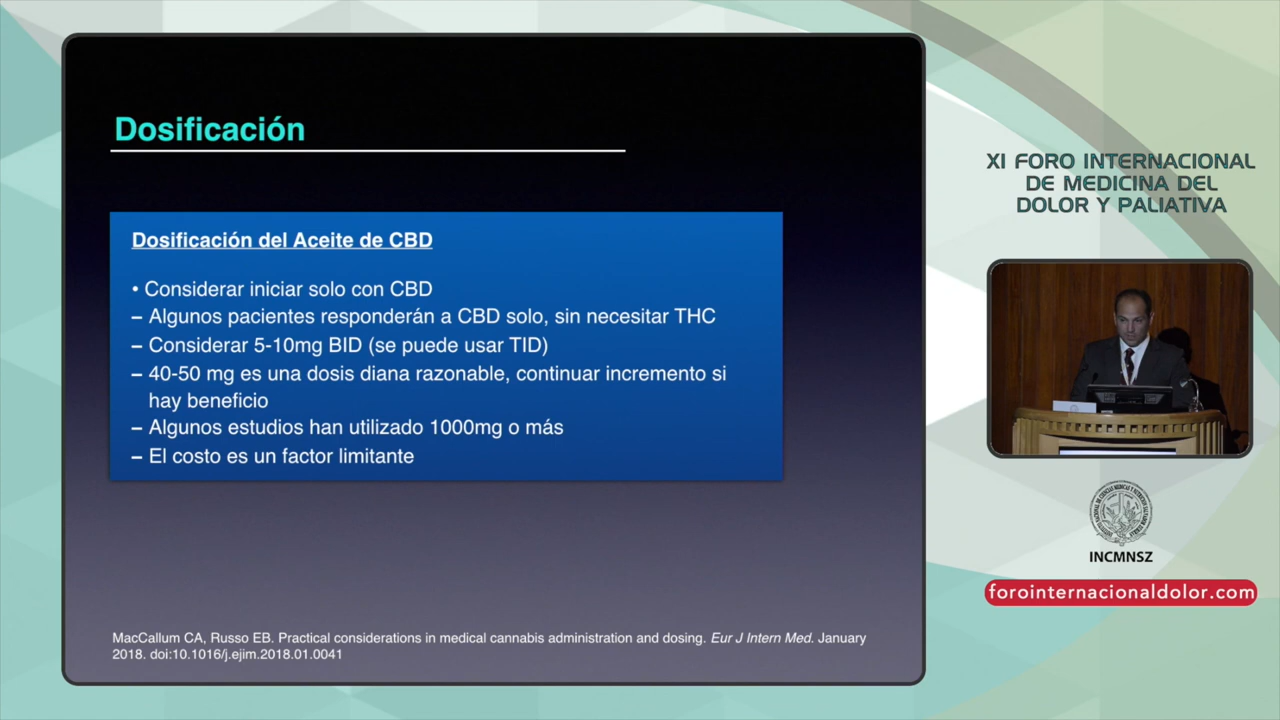 Dosificación
Dosificación del Aceite de CBD
• Considerar iniciar solo con CBD
– Algunos pacientes responderán a CBD solo, sin necesitar THC
– Considerar 5-10mg BID (se puede usar TID)
– 40-50 mg es una dosis diana razonable, continuar incremento si
hay beneficio
– Algunos estudios han utilizado 1000mg o más
– El costo es un factor limitante
MacCallum CA, Russo EB. Practical considerations in medical cannabis administration and dosing. Eur J Intern Med. January
2018. doi:10.1016/j.ejim.2018.01.0041
XI FORO INTERNACIONAL
DE MEDICINA DEL
DOLOR Y PALIATIVA
INCMNSZ
forointernacionaldolor.com